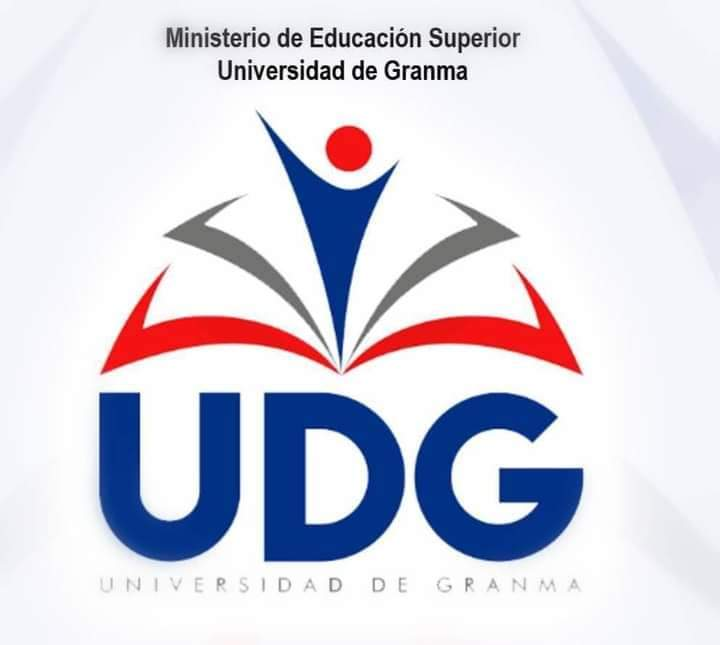 Ministerio de Educación Superior
Universidad de Granma
UDG
UNIVERSIDAD DE GRANMA